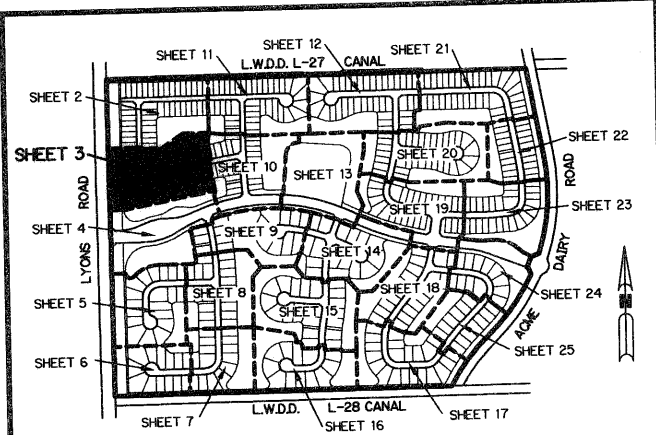 SHEET 11
SHEET 12
SHEET 21
L.W.D.D. L-27 CANAL
SHEET 2
SHEET 3
SHEET 22
SHEET 20
SHEET 10
SHEET 13
ROAD
ROAD
SHEET 19
SHEET 23
SHEET 4
SHEET 9
SHEET 14
LYONS
DAIRY
SHEET 24
SHEET 8
SHEET 18
SHEET 5
SHEET 15
ACME
SHEET 25
SHEET 6
L.W.D.D. L-28 CANAL
SHEET 7
SHEET 16
SHEET 17